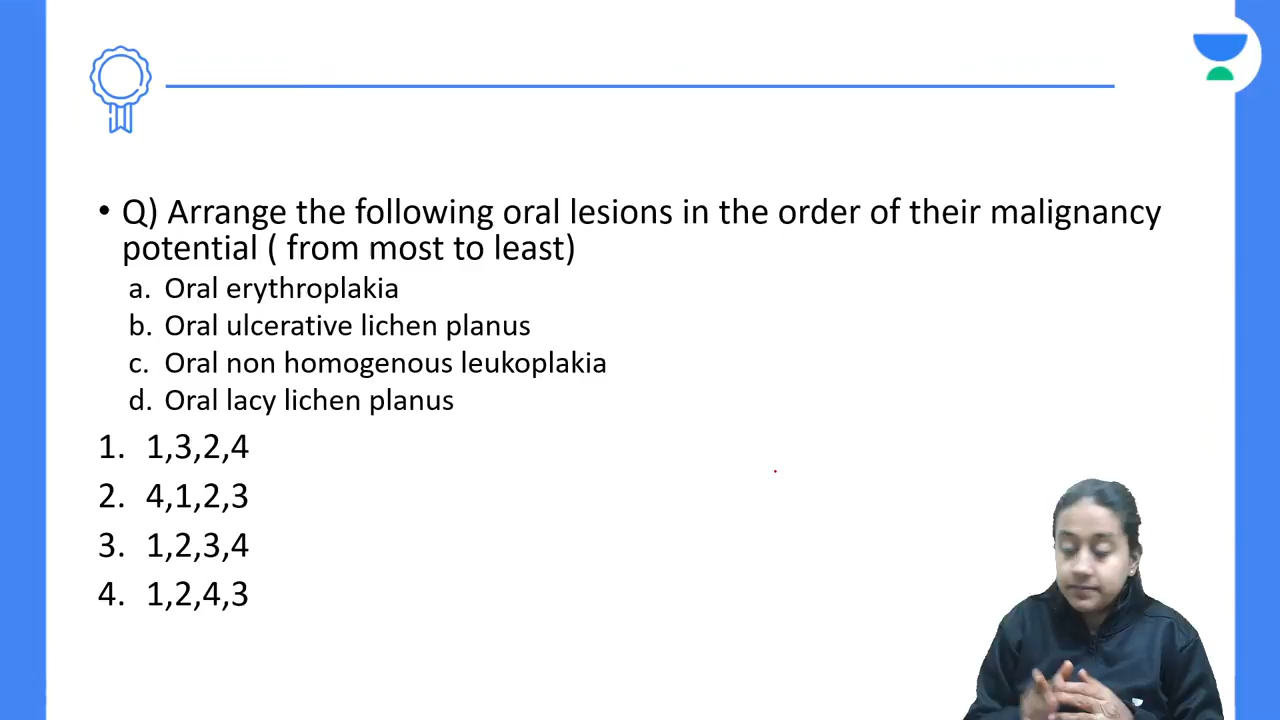 • Q) Arrange the following oral lesions in the order of their malignancy
potential ( from most to least)
a. Oral erythroplakia
b. Oral ulcerative lichen planus
c. Oral non homogenous leukoplakia
d. Oral lacy lichen planus
1. 1,3,2,4
2. 4,1,2,3
3. 1,2,3,4
4. 1,2,4,3